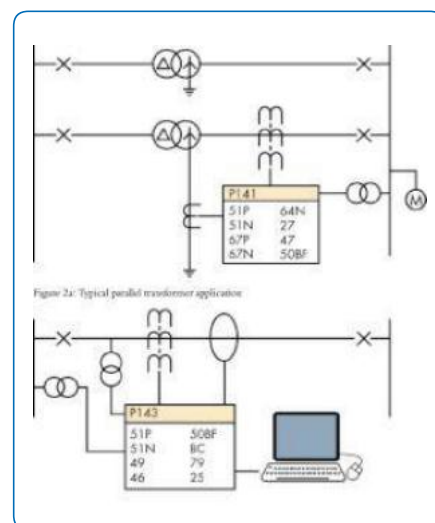 M
P141
51P 64N
51N 27
67P 47
67N 50BF
Figure 2a: Typical parallel transformer application
P143
51P 50BF
51N BC
49 79
46 25